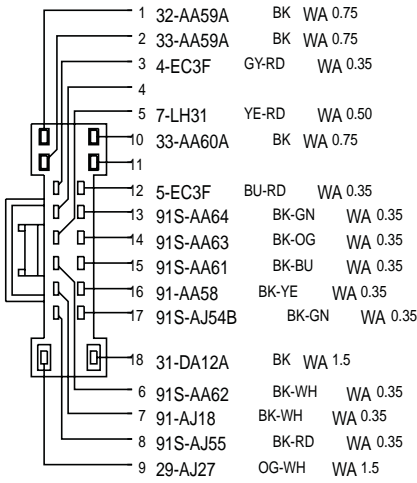 1 32-AA59A BK WA 0.75
2 33-AA59A BK WA 0.75
3 4-EC3F GY-RD WA 0.35
4
5 7-LH31 YE-RD WA 0.50
10 33-AA60A BK WA 0.75
11
12 5-EC3F BU-RD WA 0.35
13 91S-AA64 BK-GN WA 0.35
14 91S-AA63 BK-OG WA 0.35
15 91S-AA61 BK-BU WA 0.35
16 91-AA58 BK-YE WA 0.35
17 91S-AJ54B BK-GN WA 0.35
18 31-DA12A BK WA 1.5
6 91S-AA62 BK-WH WA 0.35
7 91-AJ18 BK-WH WA 0.35
8 91S-AJ55 BK-RD WA 0.35
9 29-AJ27 OG-WH WA 1.5